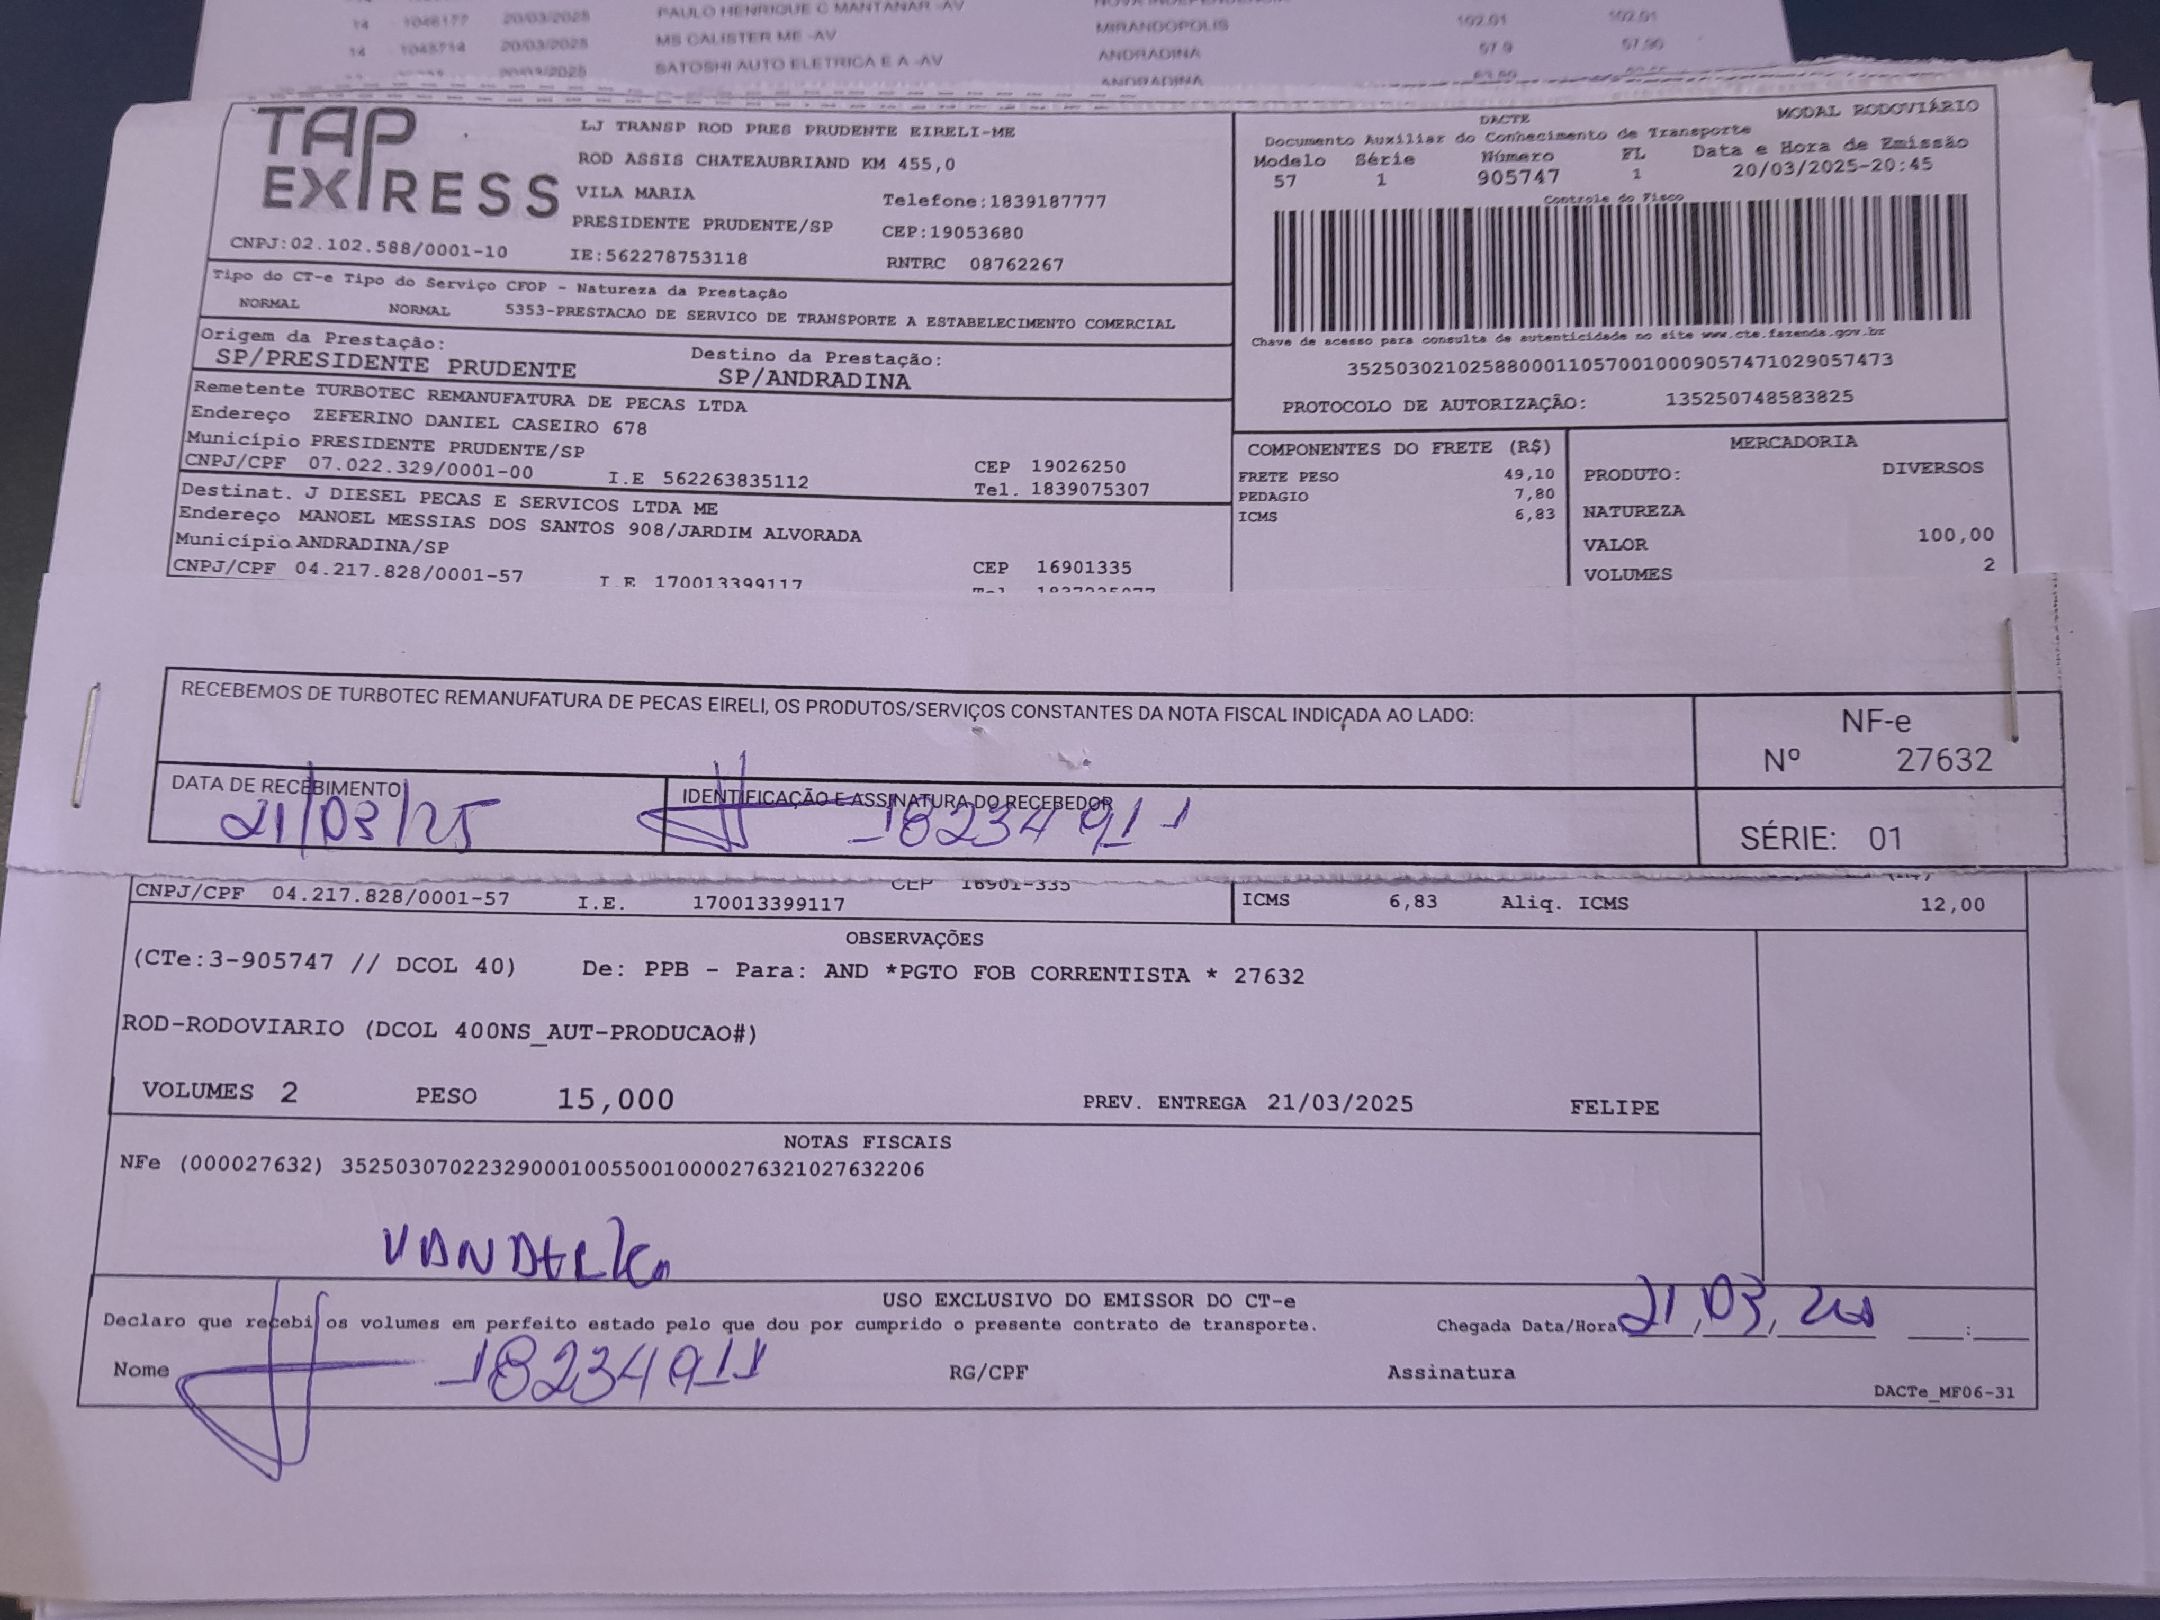 14 1048177 20/03/2025 PAULO HENRIQUE C MANTANAR -AV 102.01 102.01
14 20/03/2025 MS CALISTER ME -AV MIRANDOPOLIS 57.9 57.90
SATOSHI AUTO ELETRICA E A -AV ANDRADINA
ANDRADINA
TAP EXPRESS
LJ TRANSP ROD PRES PRUDENTE EIRELI-ME
ROD ASSIS CHATEAUBRIAND KM 455,0
VILA MARIA Telefone:1839187777
PRESIDENTE PRUDENTE/SP CEP:19053680
CNPJ:02.102.588/0001-10 IE:562278753118 RNTRC 08762267
DACTE MODAL RODOVIÁRIO
Documento Auxiliar do Conhecimento de Transporte
Modelo Série Número FL Data e Hora de Emissão
57 1 905747 1 20/03/2025-20:45
Controle do Fisco
Chave de acesso para consulta de autenticidade no site www.cte.fazenda.gov.br
35250302102588000110570010009057471029057473
PROTOCOLO DE AUTORIZAÇÃO: 135250748583825
Tipo do CT-e Tipo do Serviço CFOP - Natureza da Prestação
NORMAL NORMAL 5353-PRESTACAO DE SERVICO DE TRANSPORTE A ESTABELECIMENTO COMERCIAL
Origem da Prestação: Destino da Prestação:
SP/PRESIDENTE PRUDENTE SP/ANDRADINA
Remetente TURBOTEC REMANUFATURA DE PECAS LTDA
Endereço ZEFERINO DANIEL CASEIRO 678
Município PRESIDENTE PRUDENTE/SP CEP 19026250
CNPJ/CPF 07.022.329/0001-00 I.E 562263835112 Tel. 1839075307
Destinat. J DIESEL PECAS E SERVICOS LTDA ME
Endereço MANOEL MESSIAS DOS SANTOS 908/JARDIM ALVORADA
Município ANDRADINA/SP CEP 16901335
CNPJ/CPF 04.217.828/0001-57 I.E 170013399117
COMPONENTES DO FRETE (R$)
FRETE PESO 49,10
PEDAGIO 7,80
ICMS 6,83
MERCADORIA
PRODUTO: DIVERSOS
NATUREZA
VALOR 100,00
VOLUMES 2
RECEBEMOS DE TURBOTEC REMANUFATURA DE PECAS EIRELI, OS PRODUTOS/SERVIÇOS CONSTANTES DA NOTA FISCAL INDICADA AO LADO:
NF-e
Nº 27632
SÉRIE: 01
DATA DE RECEBIMENTO IDENTIFICAÇÃO E ASSINATURA DO RECEBEDOR
21/03/25 18234911
CEP 16901-335
CNPJ/CPF 04.217.828/0001-57 I.E. 170013399117
ICMS 6,83 Aliq. ICMS 12,00
OBSERVAÇÕES
(CTe:3-905747 // DCOL 40) De: PPB - Para: AND *PGTO FOB CORRENTISTA * 27632
ROD-RODOVIARIO (DCOL 400NS_AUT-PRODUCAO#)
VOLUMES 2 PESO 15,000 PREV. ENTREGA 21/03/2025 FELIPE
NOTAS FISCAIS
NFe (000027632) 35250307022329000100550010000276321027632206
USO EXCLUSIVO DO EMISSOR DO CT-e
Declaro que recebi os volumes em perfeito estado pelo que dou por cumprido o presente contrato de transporte. Chegada Data/Hora 21,03, :
Nome 18234911 RG/CPF Assinatura
DACTe_MF06-31